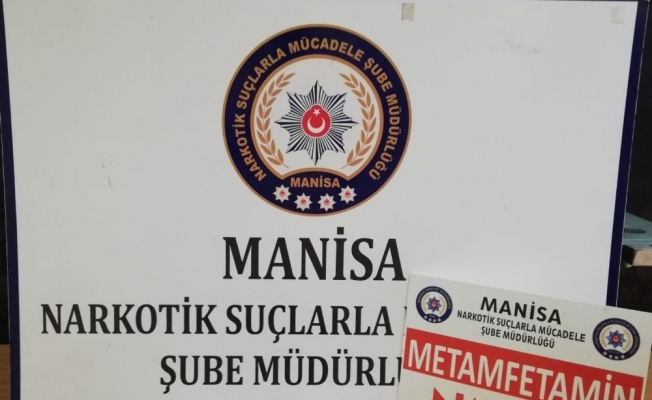 NARKOTİK SUÇLARLA MÜCADELE ŞUBE MÜDÜRLÜĞÜ
MANİSA
MANİSA
NARKOTİK SUÇLARLA
ŞUBE MÜDÜRLÜ
MANİSA
NARKOTİK SUÇLARLA MÜCADELE
ŞUBE MÜDÜRLÜĞÜ
METAMFETAMİN